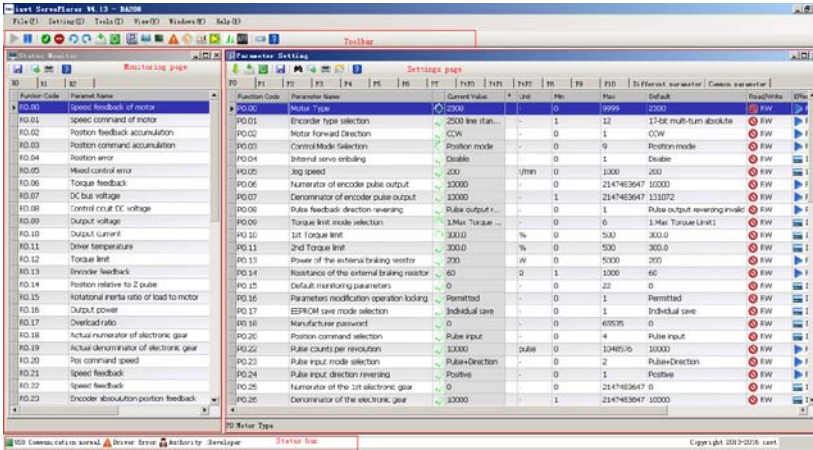 invt ServoPlorer V4.13 - DA200
File(F) Setting(S) Tools(T) View(V) Windows(W) Help(H)
Toolbar
Status Monitor
Monitoring page
R0 R1 R2
Function Code Parameter Name
R0.00 Speed feedback of motor
R0.01 Speed command of motor
R0.02 Position feedback accumulation
R0.03 Position command accumulation
R0.04 Position error
R0.05 Mixed control error
R0.06 Torque feedback
R0.07 DC bus voltage
R0.08 Control circuit DC voltage
R0.09 Output voltage
R0.10 Output current
R0.11 Driver temperature
R0.12 Torque limit
R0.13 Encoder feedback
R0.14 Position relative to Z pulse
R0.15 Rotational inertia ratio of load to motor
R0.16 Output power
R0.17 Overload ratio
R0.18 Actual numerator of electronic gear
R0.19 Actual denominator of electronic gear
R0.20 Pos command speed
R0.21 Speed feedback
R0.22 Speed feedback
R0.23 Encoder absoulution postion feedback
Parameter Setting
Settings page
P0 P1 P2 P3 P4 P5 P6 P7 PtP0 PtP1 PtP2 P8 P9 P10 Different parameter Common parameter
Function Code Parameter Name Current Value * Unit Min Max Default Read/Write Effec
P0.00 Motor Type 2300 - 0 9999 2300 RW
P0.01 Encorder type selection 2500 line stan... - 1 12 17-bit multi-turn absolute RW
P0.02 Motor Forward Direction CCW - 0 1 CCW RW
P0.03 Control Mode Selection Position mode - 0 9 Position mode RW
P0.04 Internal servo enbaling Disable - 0 1 Disable RW
P0.05 Jog speed 200 r/min 0 1000 200 RW
P0.06 Numerator of encoder pulse output 10000 - 0 2147483647 10000 RW
P0.07 Denominator of encoder pulse output 10000 - 1 2147483647 131072 RW
P0.08 Pulse feedback direction reversing Pulse output r... - 0 1 Pulse output reversing invalid RW
P0.09 Torque limit mode selection 1:Max Torque ... - 0 6 1:Max Torque Limit1 RW
P0.10 1st Torque limit 300.0 % 0 500 300.0 RW
P0.11 2nd Torque limit 300.0 % 0 500 300.0 RW
P0.13 Power of the external braking resistor 200 W 0 5000 200 RW
P0.14 Resistance of the external braking resistor 60 Ω 1 1000 60 RW
P0.15 Default monitoring parameters 0 - 0 22 0 RW
P0.16 Parameters modification operation locking Permitted - 0 1 Permitted RW
P0.17 EEPROM save mode selection Individual save - 0 1 Individual save RW
P0.18 Manufacturer password 0 - 0 65535 0 RW
P0.20 Position command selection Pulse input - 0 4 Pulse input RW
P0.22 Pulse counts per revolution 10000 pulse 0 1048576 10000 RW
P0.23 Pulse input mode selection Pulse+Direction - 0 2 Pulse+Direction RW
P0.24 Pulse input direction reversing Positive - 0 1 Positive RW
P0.25 Numerator of the 1st electronic gear 0 - 0 2147483647 0 RW
P0.26 Denominator of the electronic gear 10000 - 1 2147483647 10000 RW
P0 Motor Type
USB Communication normal Driver Error Authority :Developer
Status bar
Copyright 2013-2016 invt